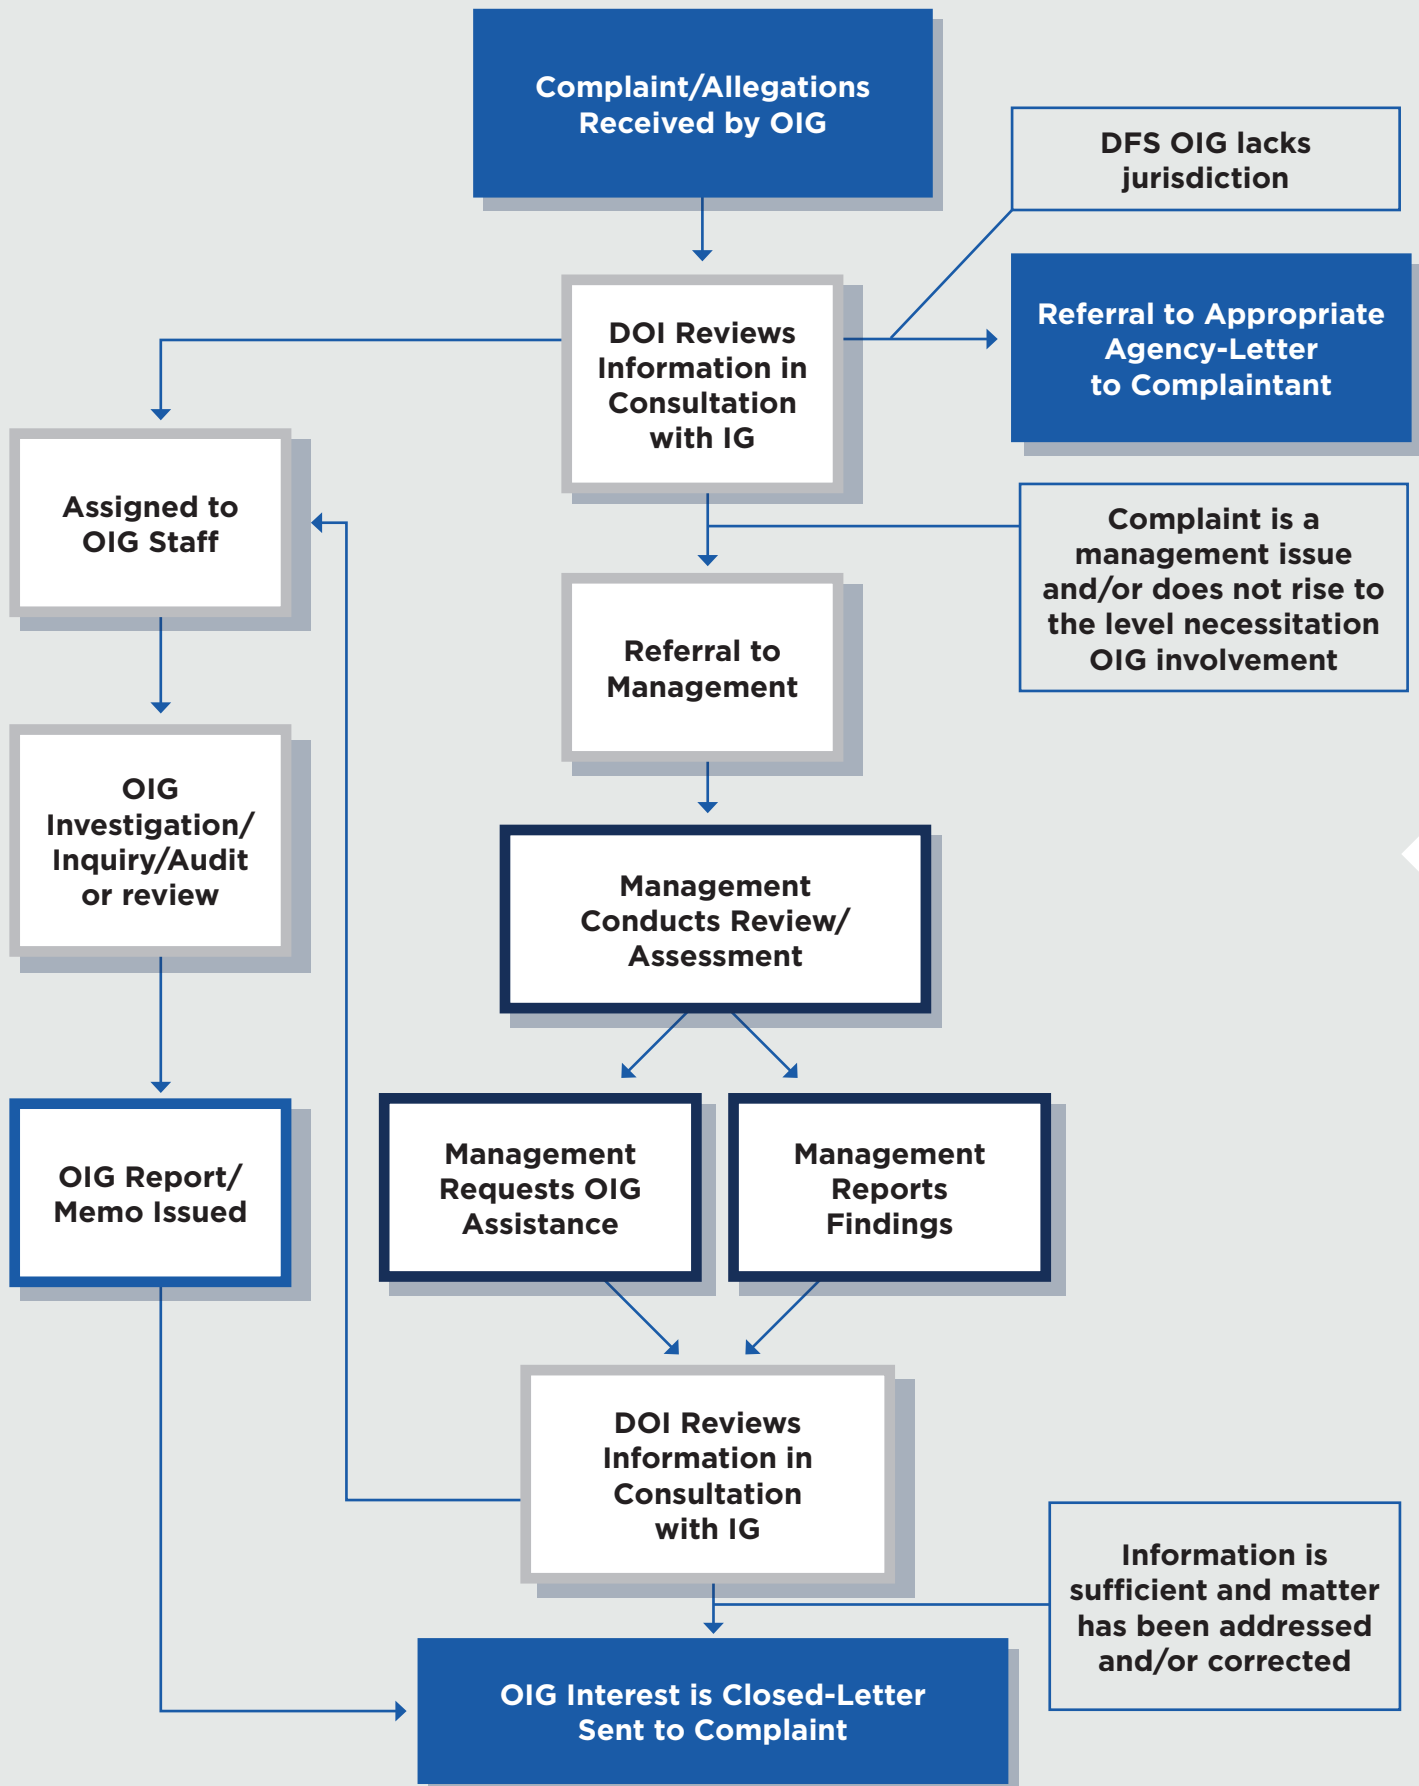 Complaint/Allegations
Received by OIG
DFS OIG lacks
jurisdiction
DOI Reviews
Information in
Consultation
with IG
Referral to Appropriate
Agency-Letter
to Complaintant
Assigned to
OIG Staff
Complaint is a
management issue
and/or does not rise to
the level necessitation
OIG involvement
Referral to
Management
OIG
Investigation/
Inquiry/Audit
or review
Management
Conducts Review/
Assessment
OIG Report/
Memo Issued
Management
Requests OIG
Assistance
Management
Reports
Findings
DOI Reviews
Information in
Consultation
with IG
Information is
sufficient and matter
has been addressed
and/or corrected
OIG Interest is Closed-Letter
Sent to Complaint